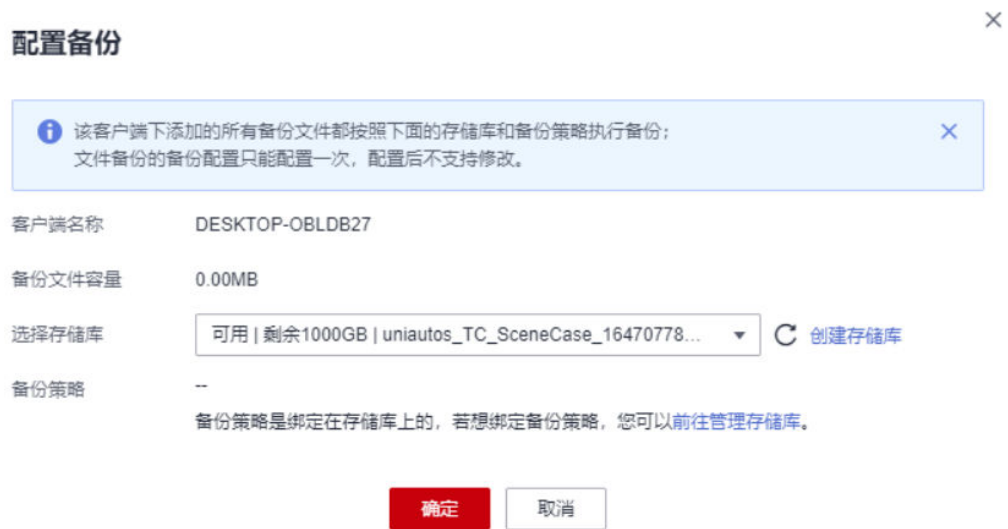 配置备份
该客户端下添加的所有备份文件都按照下面的存储库和备份策略执行备份；
文件备份的备份配置只能配置一次，配置后不支持修改。
客户端名称 DESKTOP-OBLDB27
备份文件容量 0.00MB
选择存储库 可用 | 剩余1000GB | uniautos_TC_SceneCase_16470778... 创建存储库
备份策略 --
备份策略是绑定在存储库上的，若想绑定备份策略，您可以前往管理存储库。
确定 取消